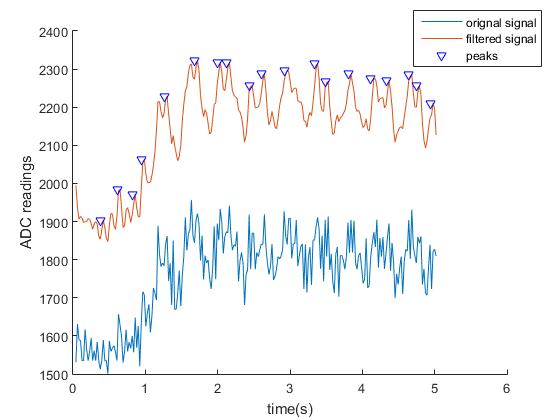 orignal signal
filtered signal
peaks
2400
2300
2200
2100
2000
1900
1800
1700
1600
1500
ADC readings
0 1 2 3 4 5 6
time(s)